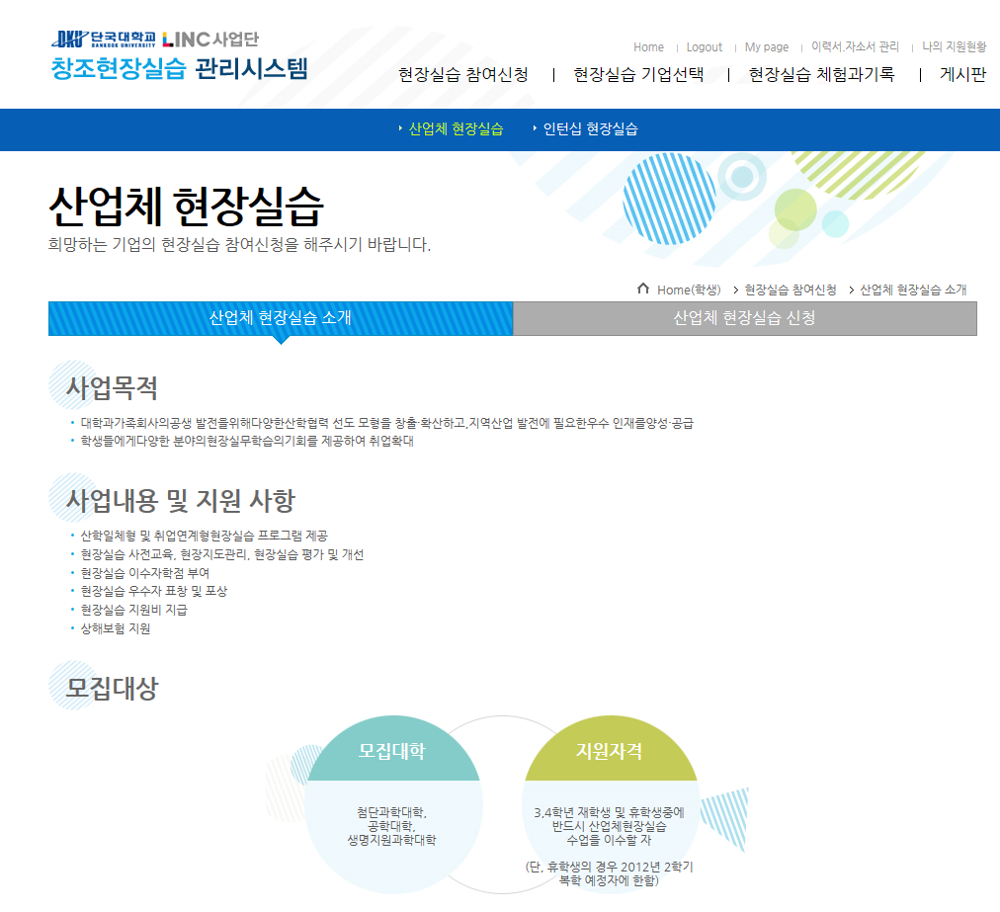 DKU 단국대학교 LINC사업단
DANKOOK UNIVERSITY
창조현장실습 관리시스템
Home Logout My page 이력서.자소서 관리 나의 지원현황
현장실습 참여신청 현장실습 기업선택 현장실습 체험과기록 게시판
산업체 현장실습 인턴십 현장실습
산업체 현장실습
희망하는 기업의 현장실습 참여신청을 해주시기 바랍니다.
Home(학생) 현장실습 참여신청 산업체 현장실습 소개
산업체 현장실습 소개 산업체 현장실습 신청
사업목적
대학과가족회사의공생 발전을위해다양한산학협력 선도 모형을 창출·확산하고,지역산업 발전에 필요한우수 인재를양성·공급
학생들에게다양한 분야의현장실무학습의기회를 제공하여 취업확대
사업내용 및 지원 사항
산학일체형 및 취업연계형현장실습 프로그램 제공
현장실습 사전교육, 현장지도관리, 현장실습 평가 및 개선
현장실습 이수자학점 부여
현장실습 우수자 표창 및 포상
현장실습 지원비 지급
상해보험 지원
모집대상
모집대학
첨단과학대학,
공학대학,
생명지원과학대학
지원자격
3,4학년 재학생 및 휴학생중에
반드시 산업체현장실습
수업을 이수할 자
(단, 휴학생의 경우 2012년 2학기
복학 예정자에 한함)